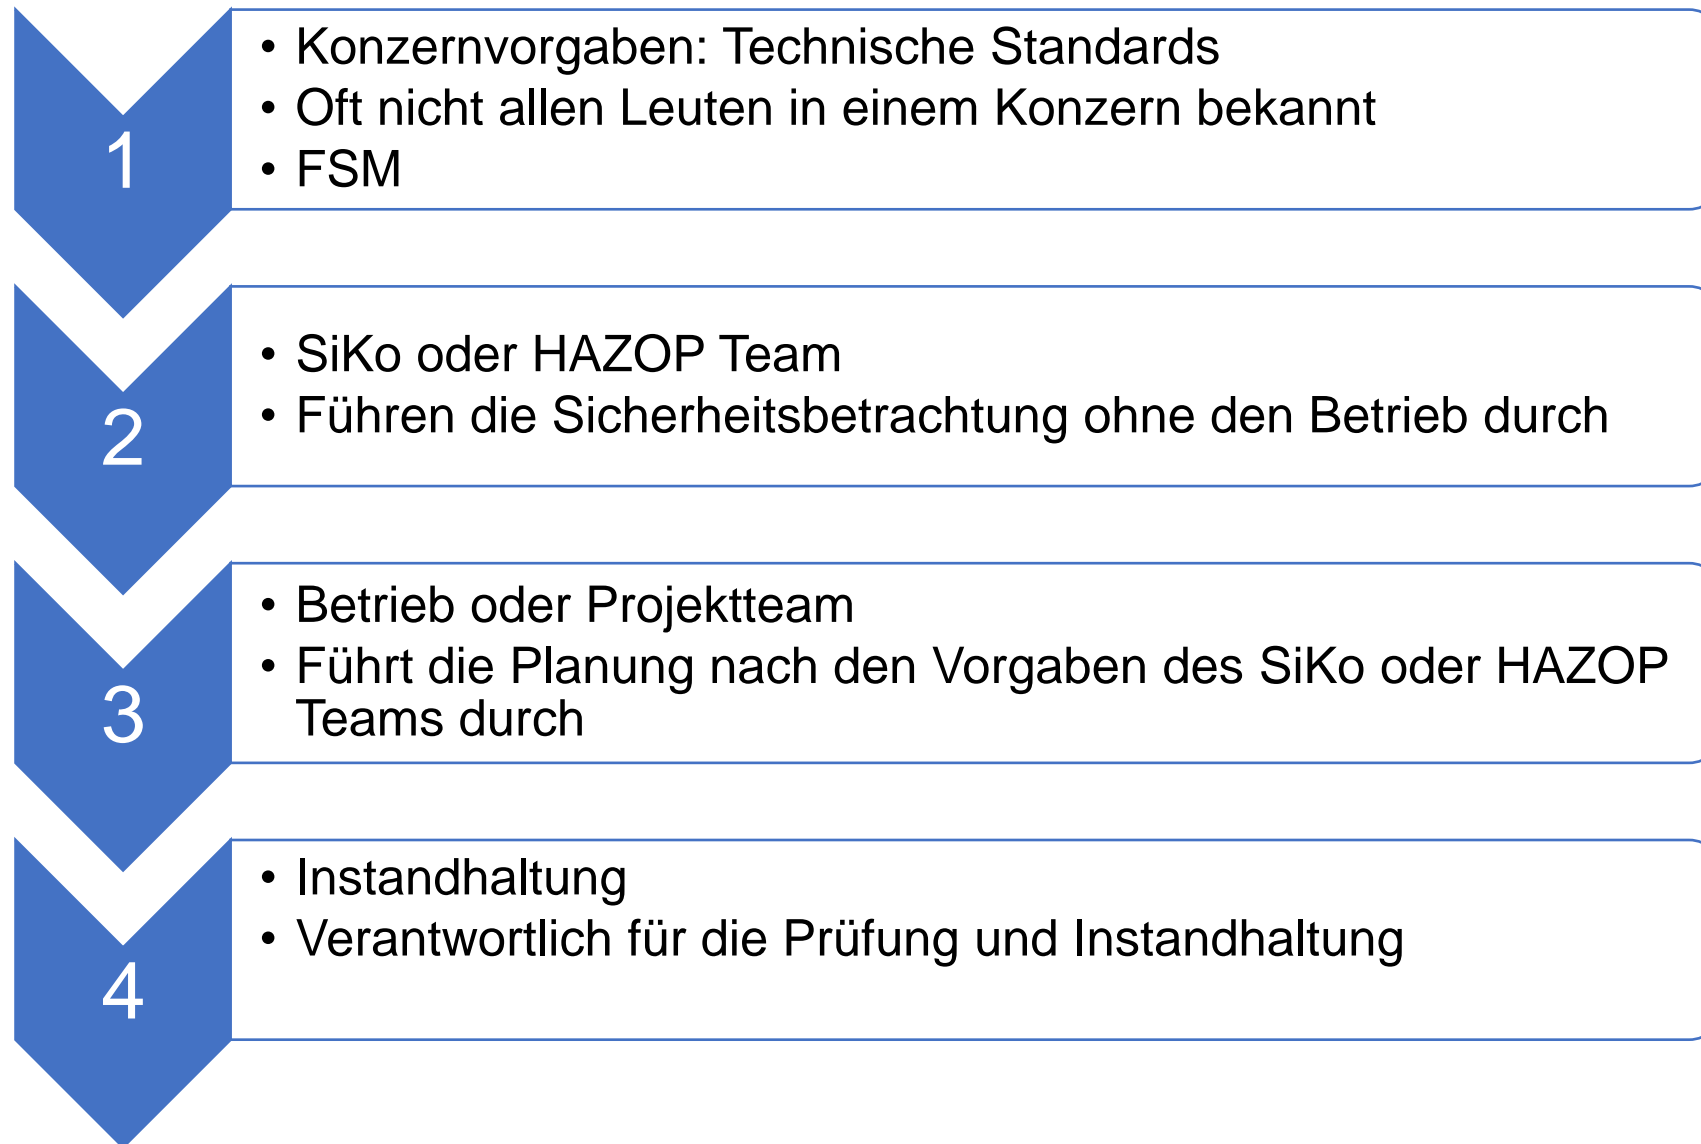 1
• Konzernvorgaben: Technische Standards
• Oft nicht allen Leuten in einem Konzern bekannt
• FSM
2
• SiKo oder HAZOP Team
• Führen die Sicherheitsbetrachtung ohne den Betrieb durch
3
• Betrieb oder Projektteam
• Führt die Planung nach den Vorgaben des SiKo oder HAZOP
Teams durch
4
• Instandhaltung
• Verantwortlich für die Prüfung und Instandhaltung